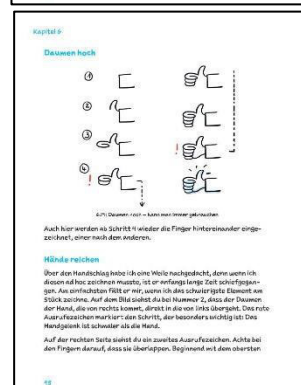 Kapitel 6
Daumen hoch
1
2
3
!
!
4
!
6.71: Daumen hoch – kann man immer gebrauchen
Auch hier werden ab Schritt 4 wieder die Finger hintereinander einge-
zeichnet, einer nach dem anderen.
Hände reichen
Über den Handschlag habe ich eine Weile nachgedacht, denn wenn ich
diesen ad hoc zeichnen musste, ist er anfangs lange Zeit schiefgegan-
gen. Am einfachsten fällt er mir, wenn ich das schwierigste Element am
Stück zeichne. Auf dem Bild siehst du bei Nummer 2, dass der Daumen
der Hand, die von rechts kommt, direkt in die von links übergeht. Das rote
Ausrufezeichen markiert den Schritt, der besonders wichtig ist: Das
Handgelenk ist schmaler als die Hand.
Auf der rechten Seite siehst du ein zweites Ausrufezeichen. Achte bei
den Fingern darauf, dass sie überlappen. Beginnend mit dem obersten